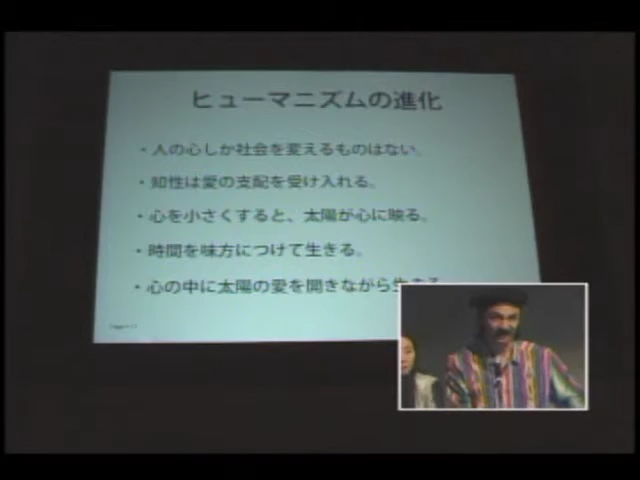 ヒューマニズムの進化
・人の心しか社会を変えるものはない。
・知性は愛の支配を受け入れる。
・心を小さくすると、太陽が心に映る。
・時間を味方につけて生きる。
・心の中に太陽の愛を開きながら生きる